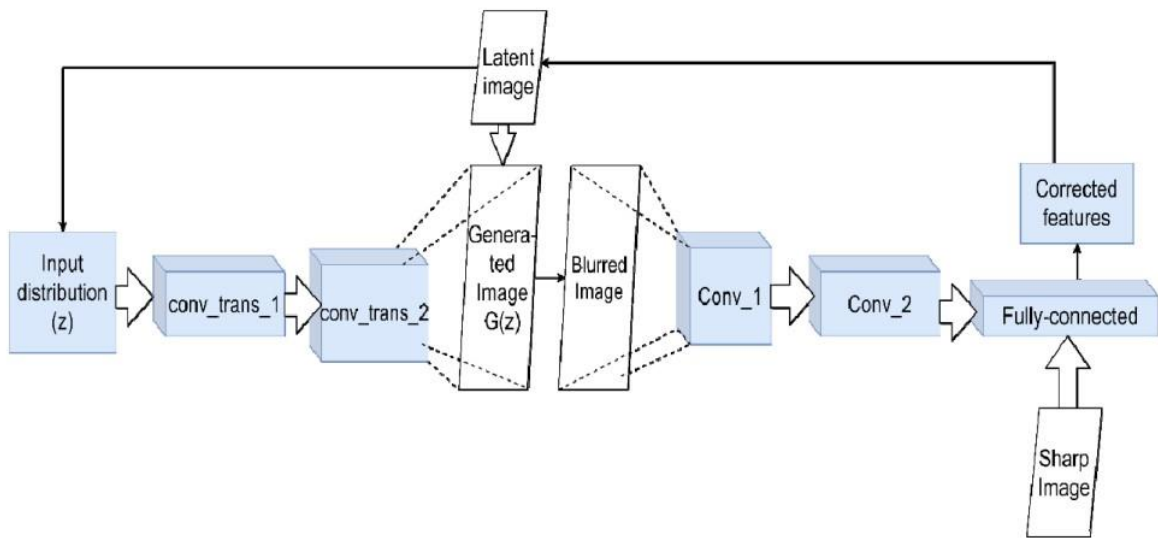 Latent
image
Corrected
features
Input
distribution
(z)
conv_trans_1
conv_trans_2
Genera-
ted
Image
G(z)
Blurred
Image
Conv_1
Conv_2
Fully-connected
Sharp
Image